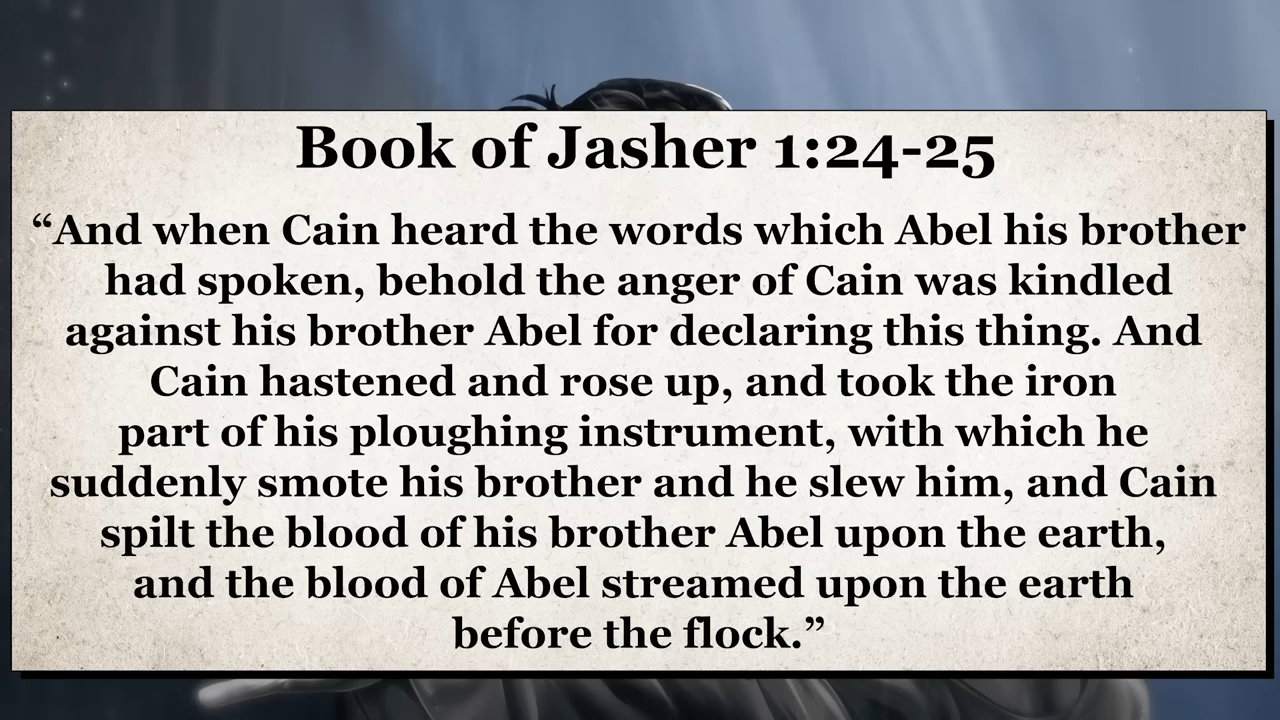 Book of Jasher 1:24-25
“And when Cain heard the words which Abel his brother
had spoken, behold the anger of Cain was kindled
against his brother Abel for declaring this thing. And
Cain hastened and rose up, and took the iron
part of his ploughing instrument, with which he
suddenly smote his brother and he slew him, and Cain
spilt the blood of his brother Abel upon the earth,
and the blood of Abel streamed upon the earth
before the flock.”